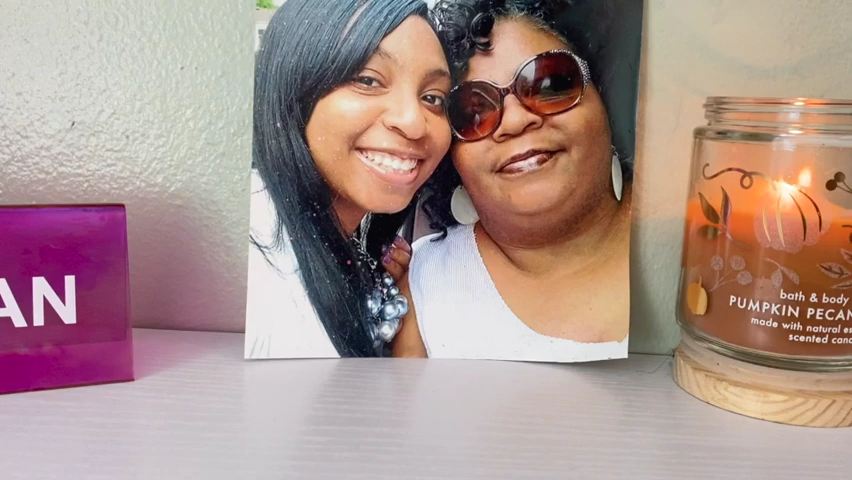 AN
bath & body
PUMPKIN PECAN
made with natural es
scented cand